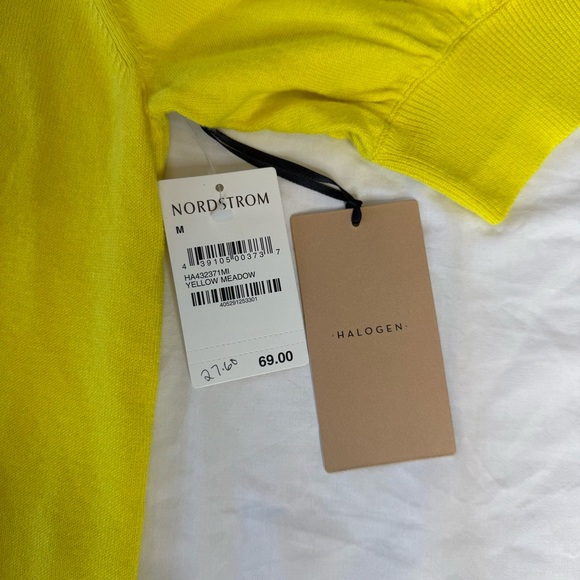 NORDSTROM
M
4 39105 00373 7
HA432371MI
YELLOW MEADOW
405291253301
27.60 69.00
·HALOGEN·